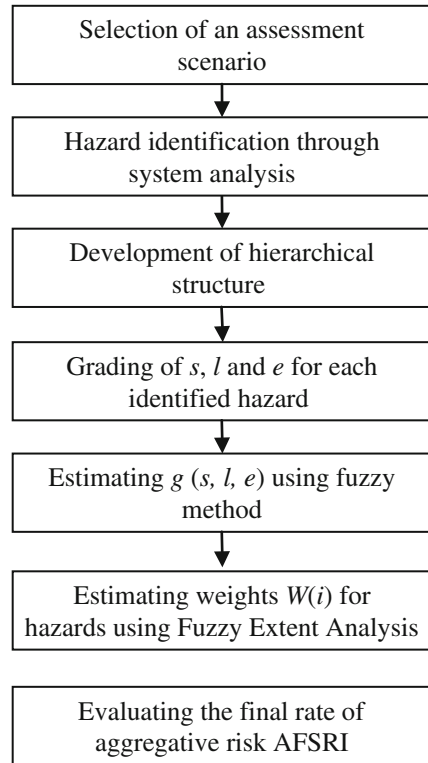 Selection of an assessment
scenario
Hazard identification through
system analysis
Development of hierarchical
structure
Grading of s, l and e for each
identified hazard
Estimating g (s, l, e) using fuzzy
method
Estimating weights W(i) for
hazards using Fuzzy Extent Analysis
Evaluating the final rate of
aggregative risk AFSRI